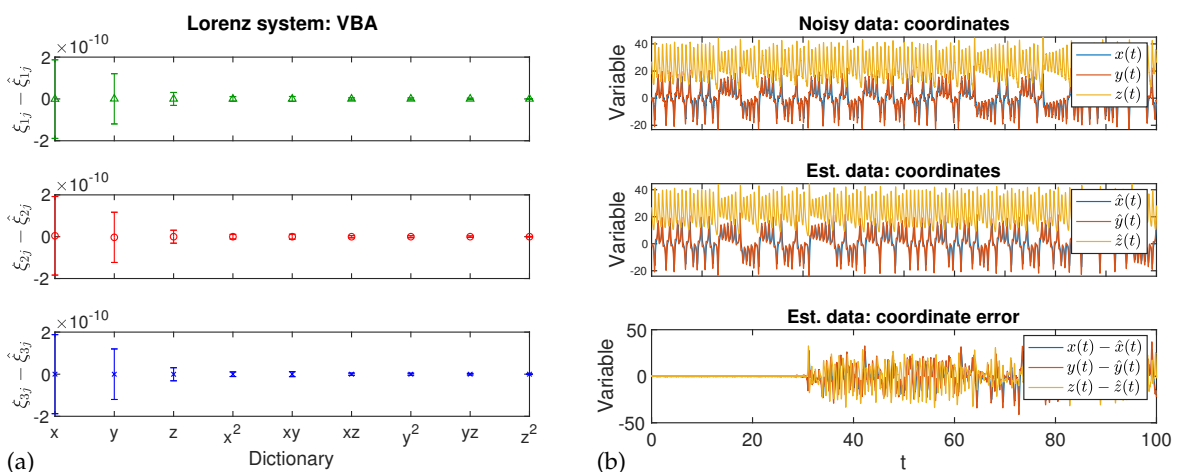 Lorenz system: VBA
2 ×10⁻¹⁰
ξ₁ⱼ − ξ̂₁ⱼ
0
-2
2 ×10⁻¹⁰
ξ₂ⱼ − ξ̂₂ⱼ
0
-2
2 ×10⁻¹⁰
ξ₃ⱼ − ξ̂₃ⱼ
0
-2
x y z x² xy xz y² yz z²
(a) Dictionary
Noisy data: coordinates
Variable
40
20
0
-20
x(t)
y(t)
z(t)
Est. data: coordinates
Variable
40
20
0
-20
x̂(t)
ŷ(t)
ẑ(t)
Est. data: coordinate error
Variable
50
0
-50
x(t) − x̂(t)
y(t) − ŷ(t)
z(t) − ẑ(t)
0 20 40 60 80 100
(b) t